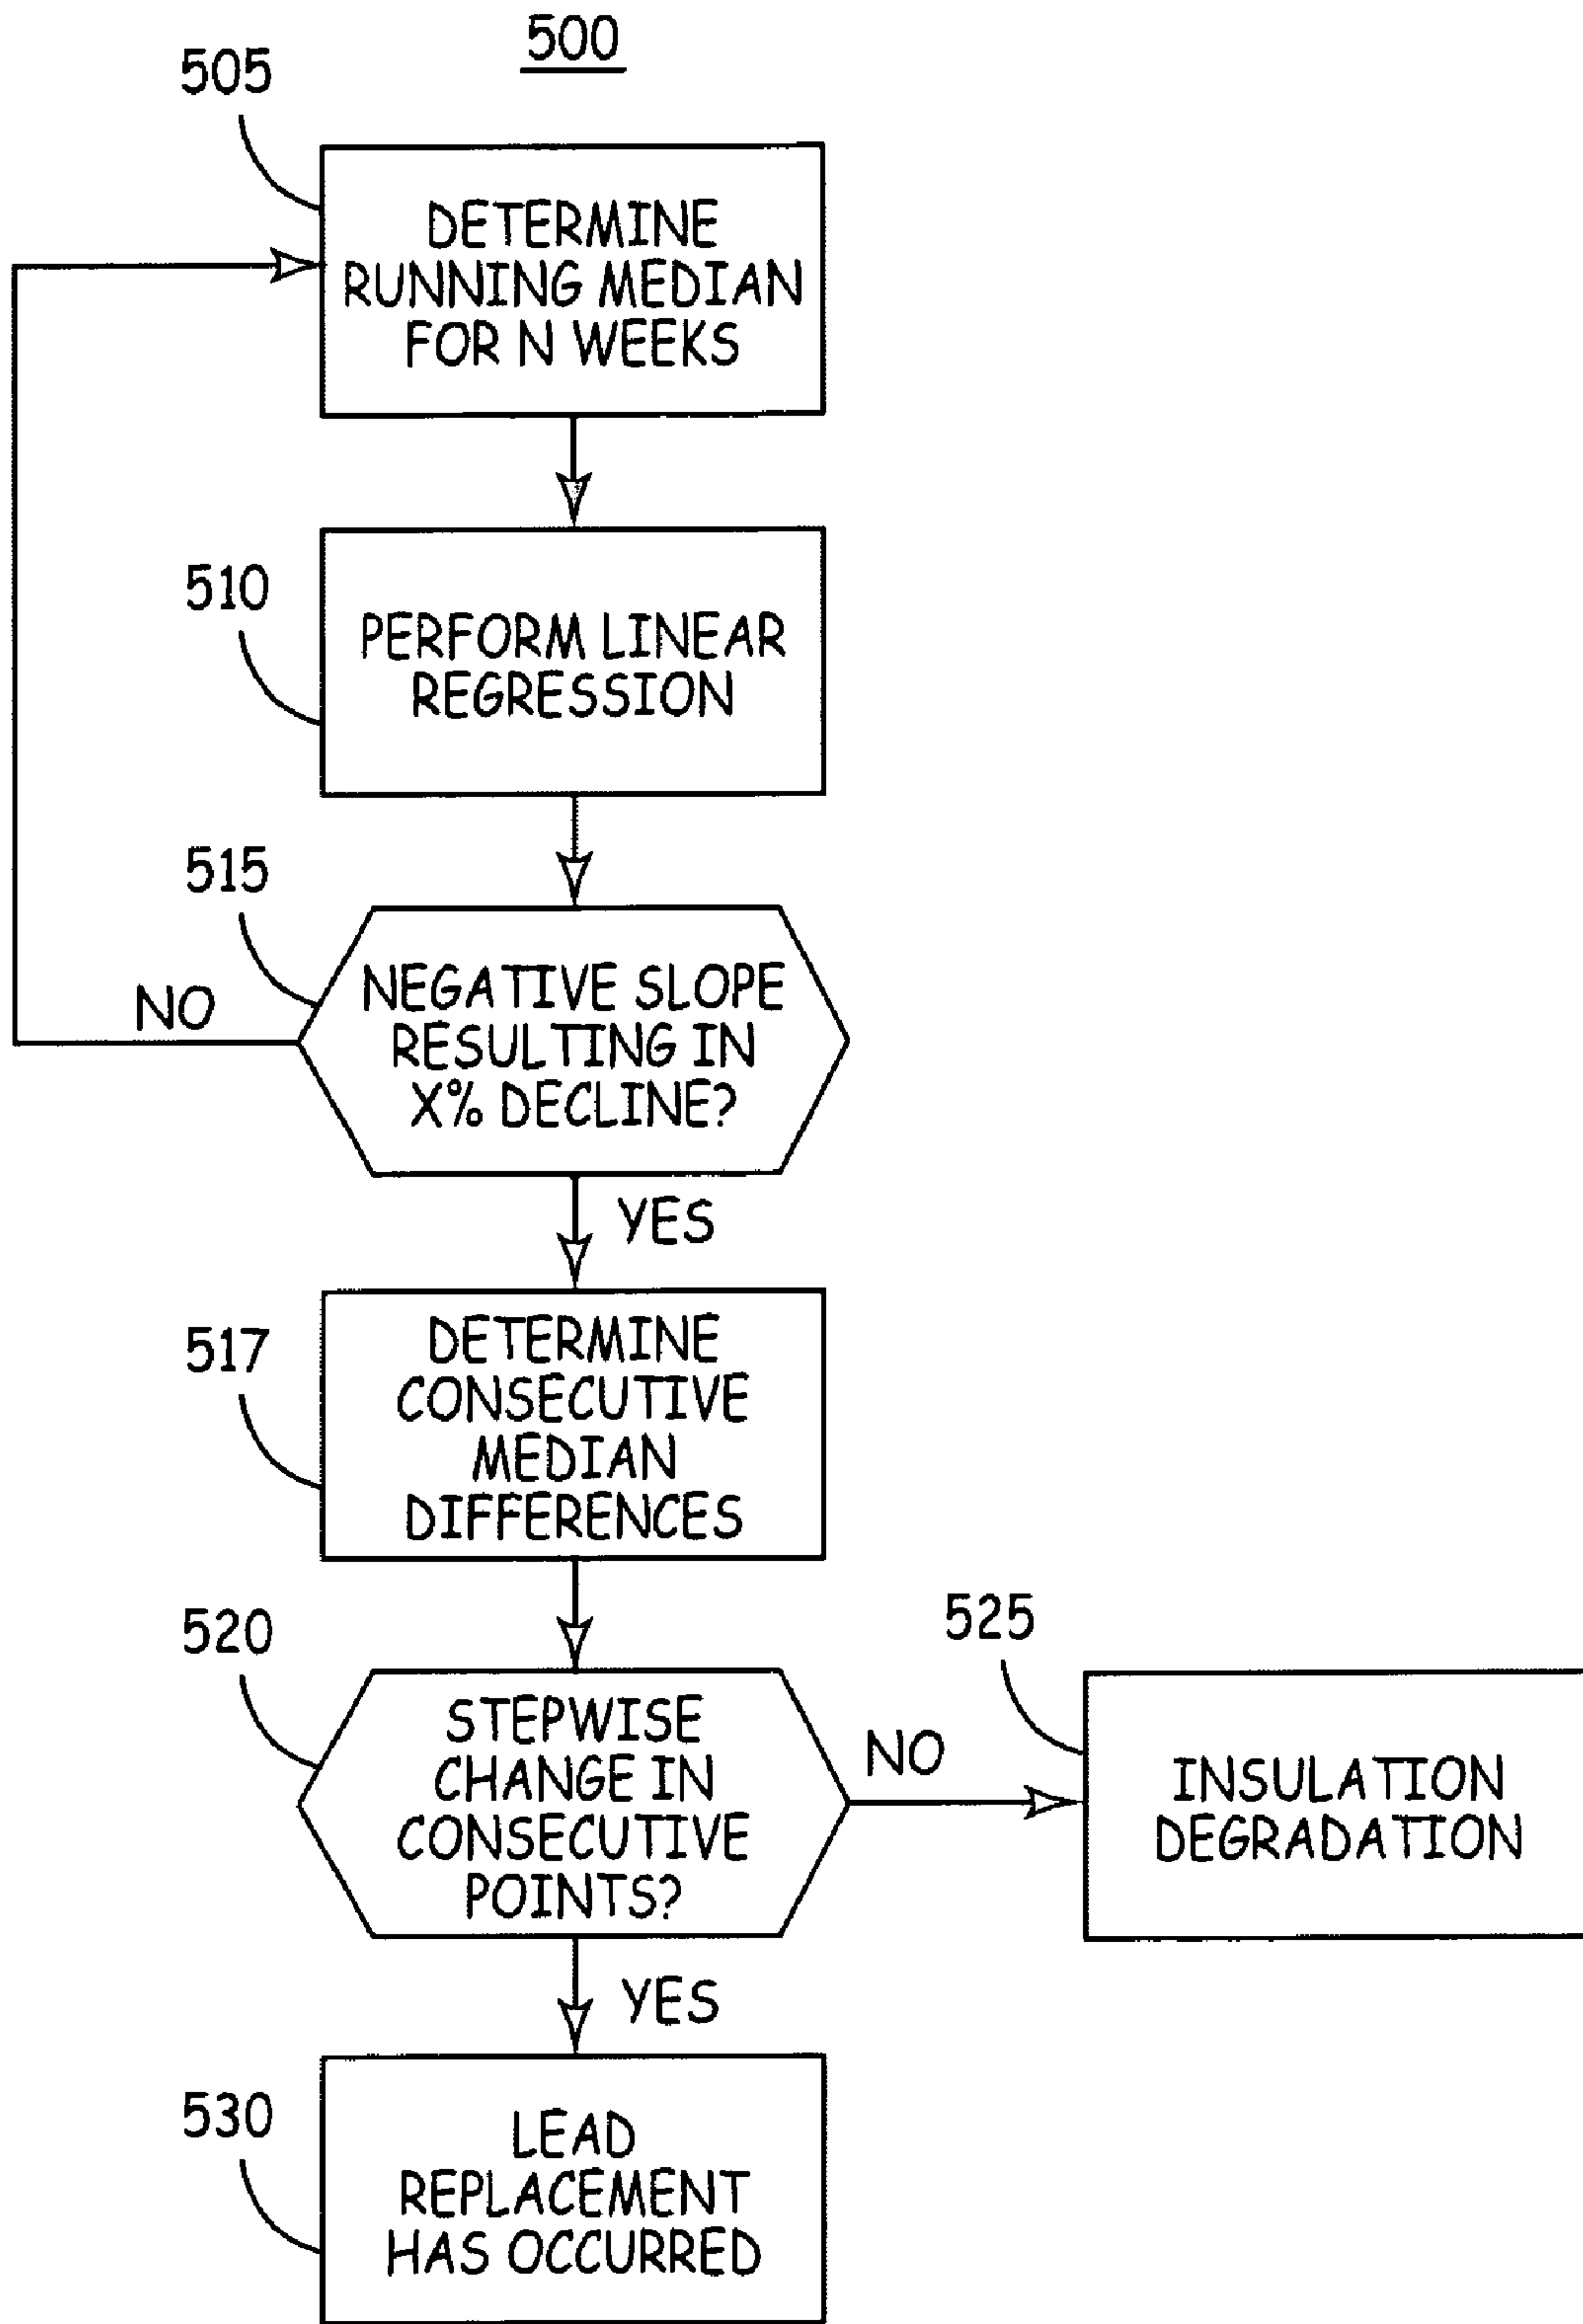 500
505
DETERMINE
RUNNING MEDIAN
FOR N WEEKS
510
PERFORM LINEAR
REGRESSION
515
NEGATIVE SLOPE
RESULTING IN
X% DECLINE?
NO
YES
517
DETERMINE
CONSECUTIVE
MEDIAN
DIFFERENCES
520
STEPWISE
CHANGE IN
CONSECUTIVE
POINTS?
NO
525
INSULATION
DEGRADATION
YES
530
LEAD
REPLACEMENT
HAS OCCURRED